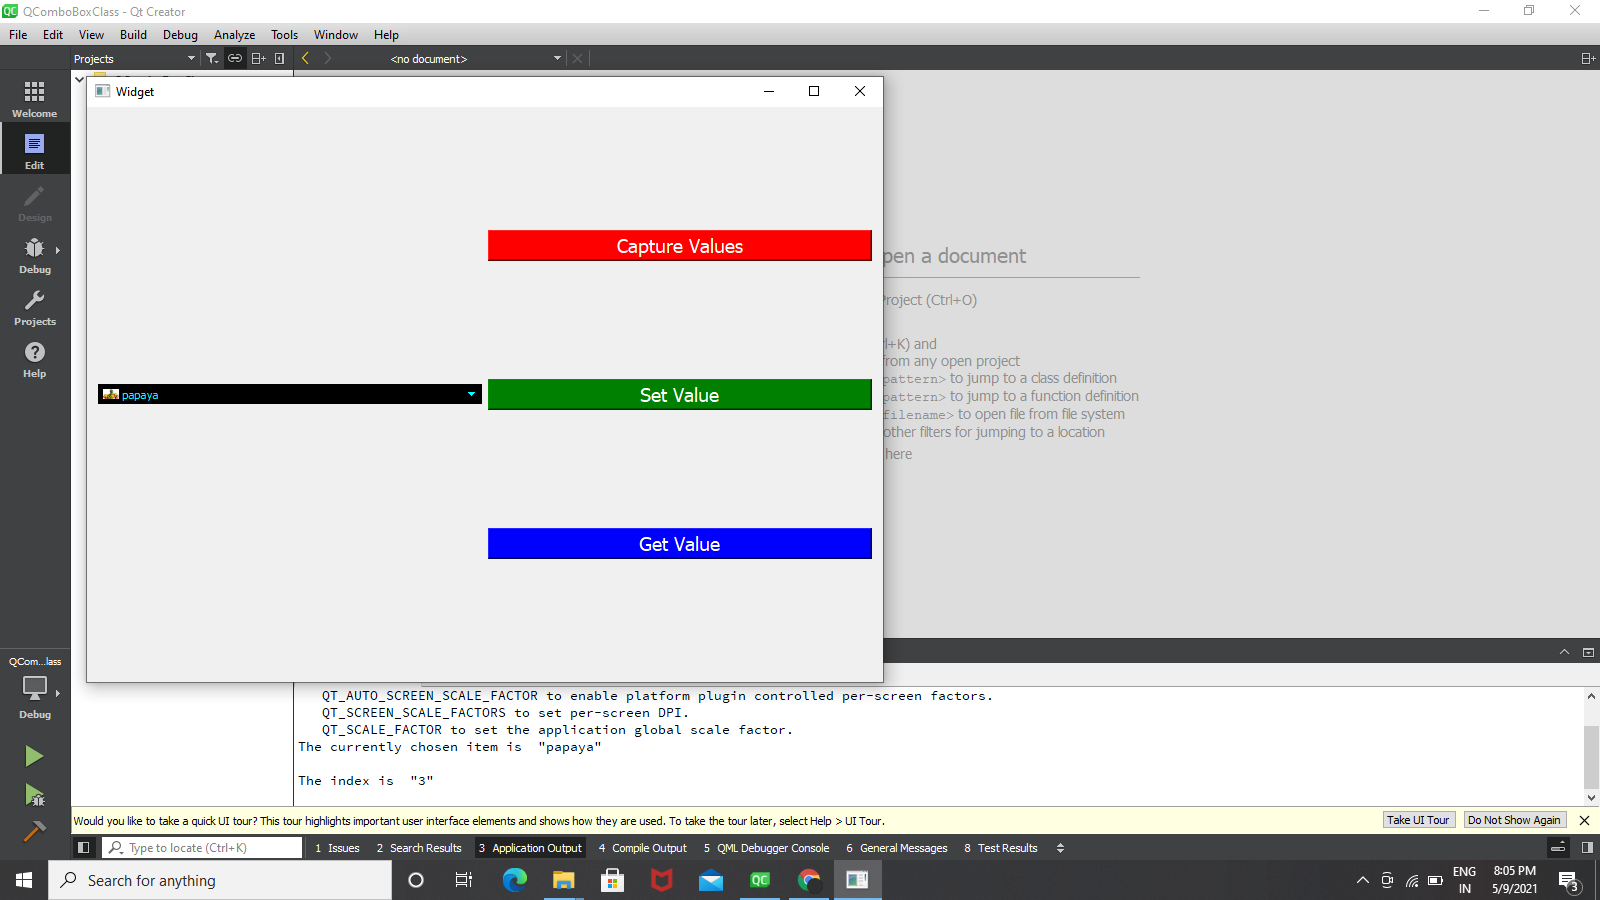 QComboBoxClass - Qt Creator
File Edit View Build Debug Analyze Tools Window Help
Projects <no document>
Widget
Welcome
Edit
Design
Debug
Projects
Help
Capture Values
papaya Set Value
Get Value
pen a document
Project (Ctrl+O)
l+K) and
from any open project
pattern> to jump to a class definition
pattern> to jump to a function definition
filename> to open file from file system
other filters for jumping to a location
here
QCom...lass
Debug
QT_AUTO_SCREEN_SCALE_FACTOR to enable platform plugin controlled per-screen factors.
QT_SCREEN_SCALE_FACTORS to set per-screen DPI.
QT_SCALE_FACTOR to set the application global scale factor.
The currently chosen item is "papaya"
The index is "3"
Would you like to take a quick UI tour? This tour highlights important user interface elements and shows how they are used. To take the tour later, select Help > UI Tour. Take UI Tour Do Not Show Again
Type to locate (Ctrl+K) 1 Issues 2 Search Results 3 Application Output 4 Compile Output 5 QML Debugger Console 6 General Messages 8 Test Results
Search for anything
QC
ENG
IN
8:05 PM
5/9/2021
3